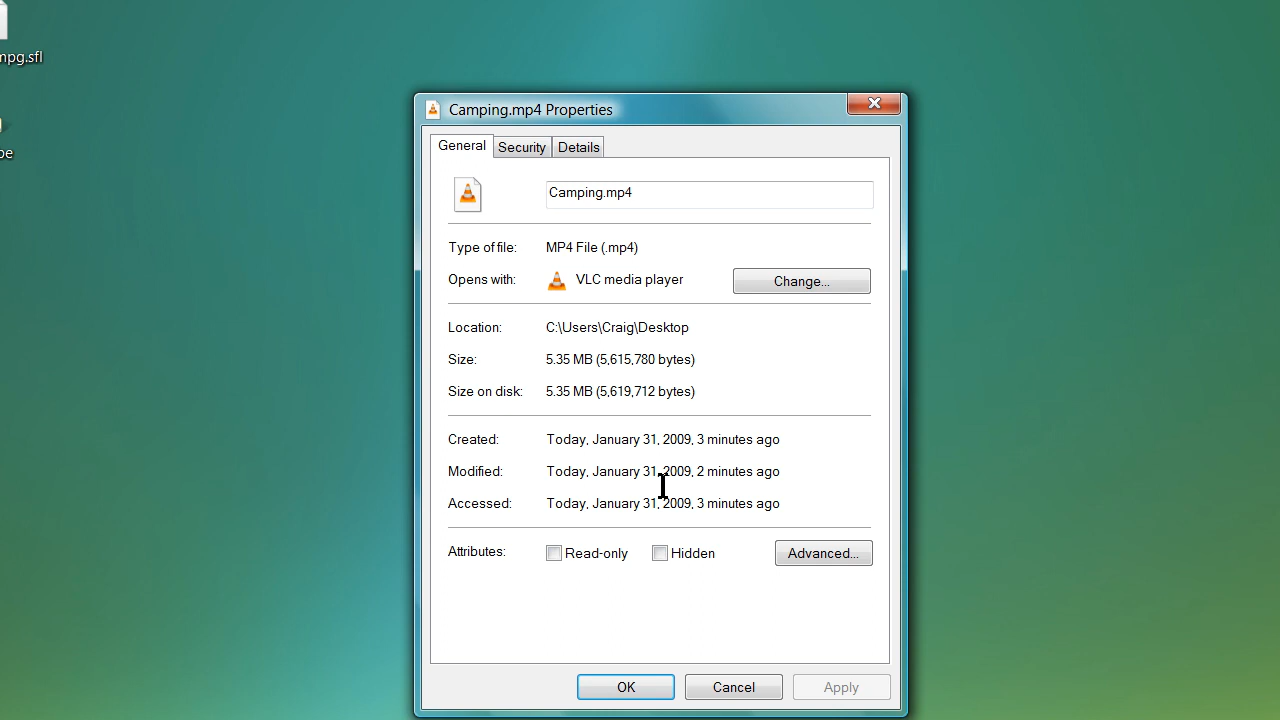 mpg.sfl
pe
Camping.mp4 Properties
General Security Details
Camping.mp4
Type of file: MP4 File (.mp4)
Opens with: VLC media player Change...
Location: C:\Users\Craig\Desktop
Size: 5.35 MB (5,615,780 bytes)
Size on disk: 5.35 MB (5,619,712 bytes)
Created: Today, January 31, 2009, 3 minutes ago
Modified: Today, January 31, 2009, 2 minutes ago
Accessed: Today, January 31, 2009, 3 minutes ago
Attributes: Read-only Hidden Advanced...
OK Cancel Apply